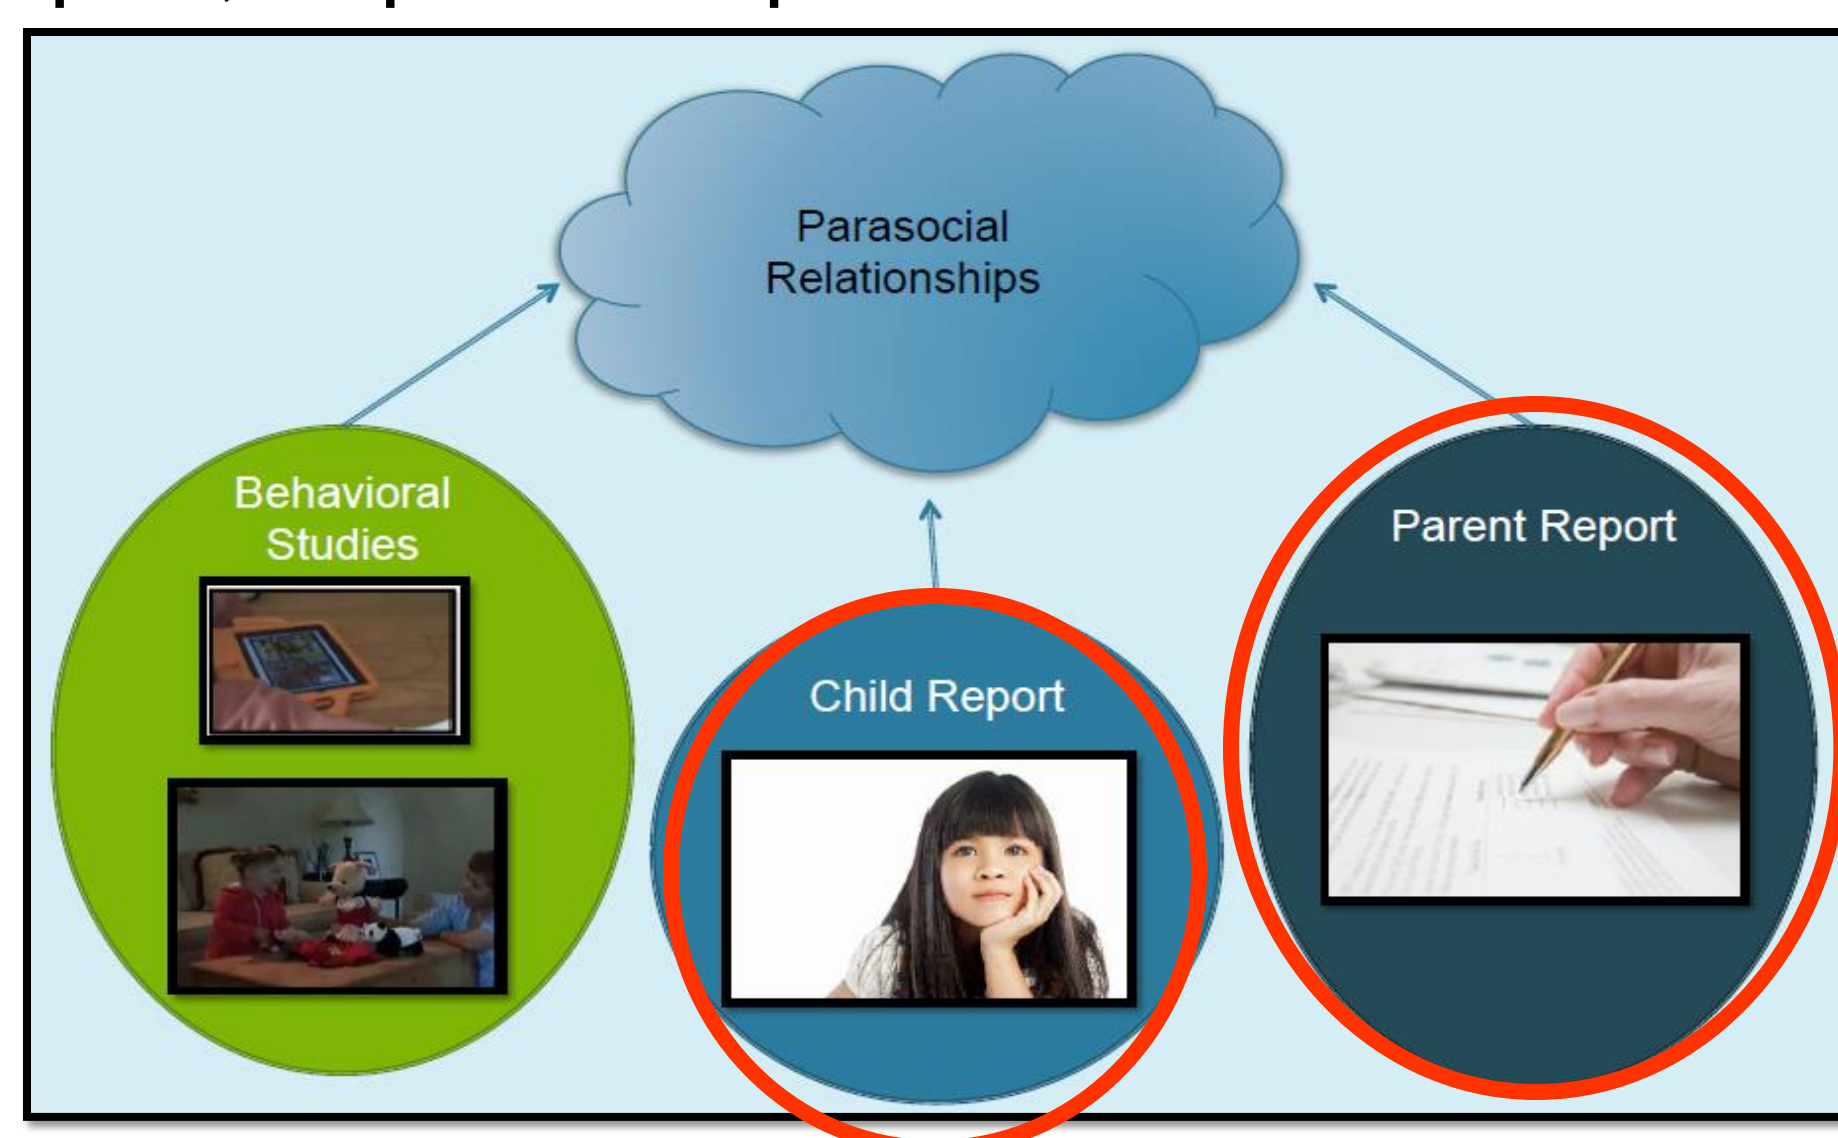 Parasocial
Relationships
Behavioral
Studies
Parent Report
Child Report